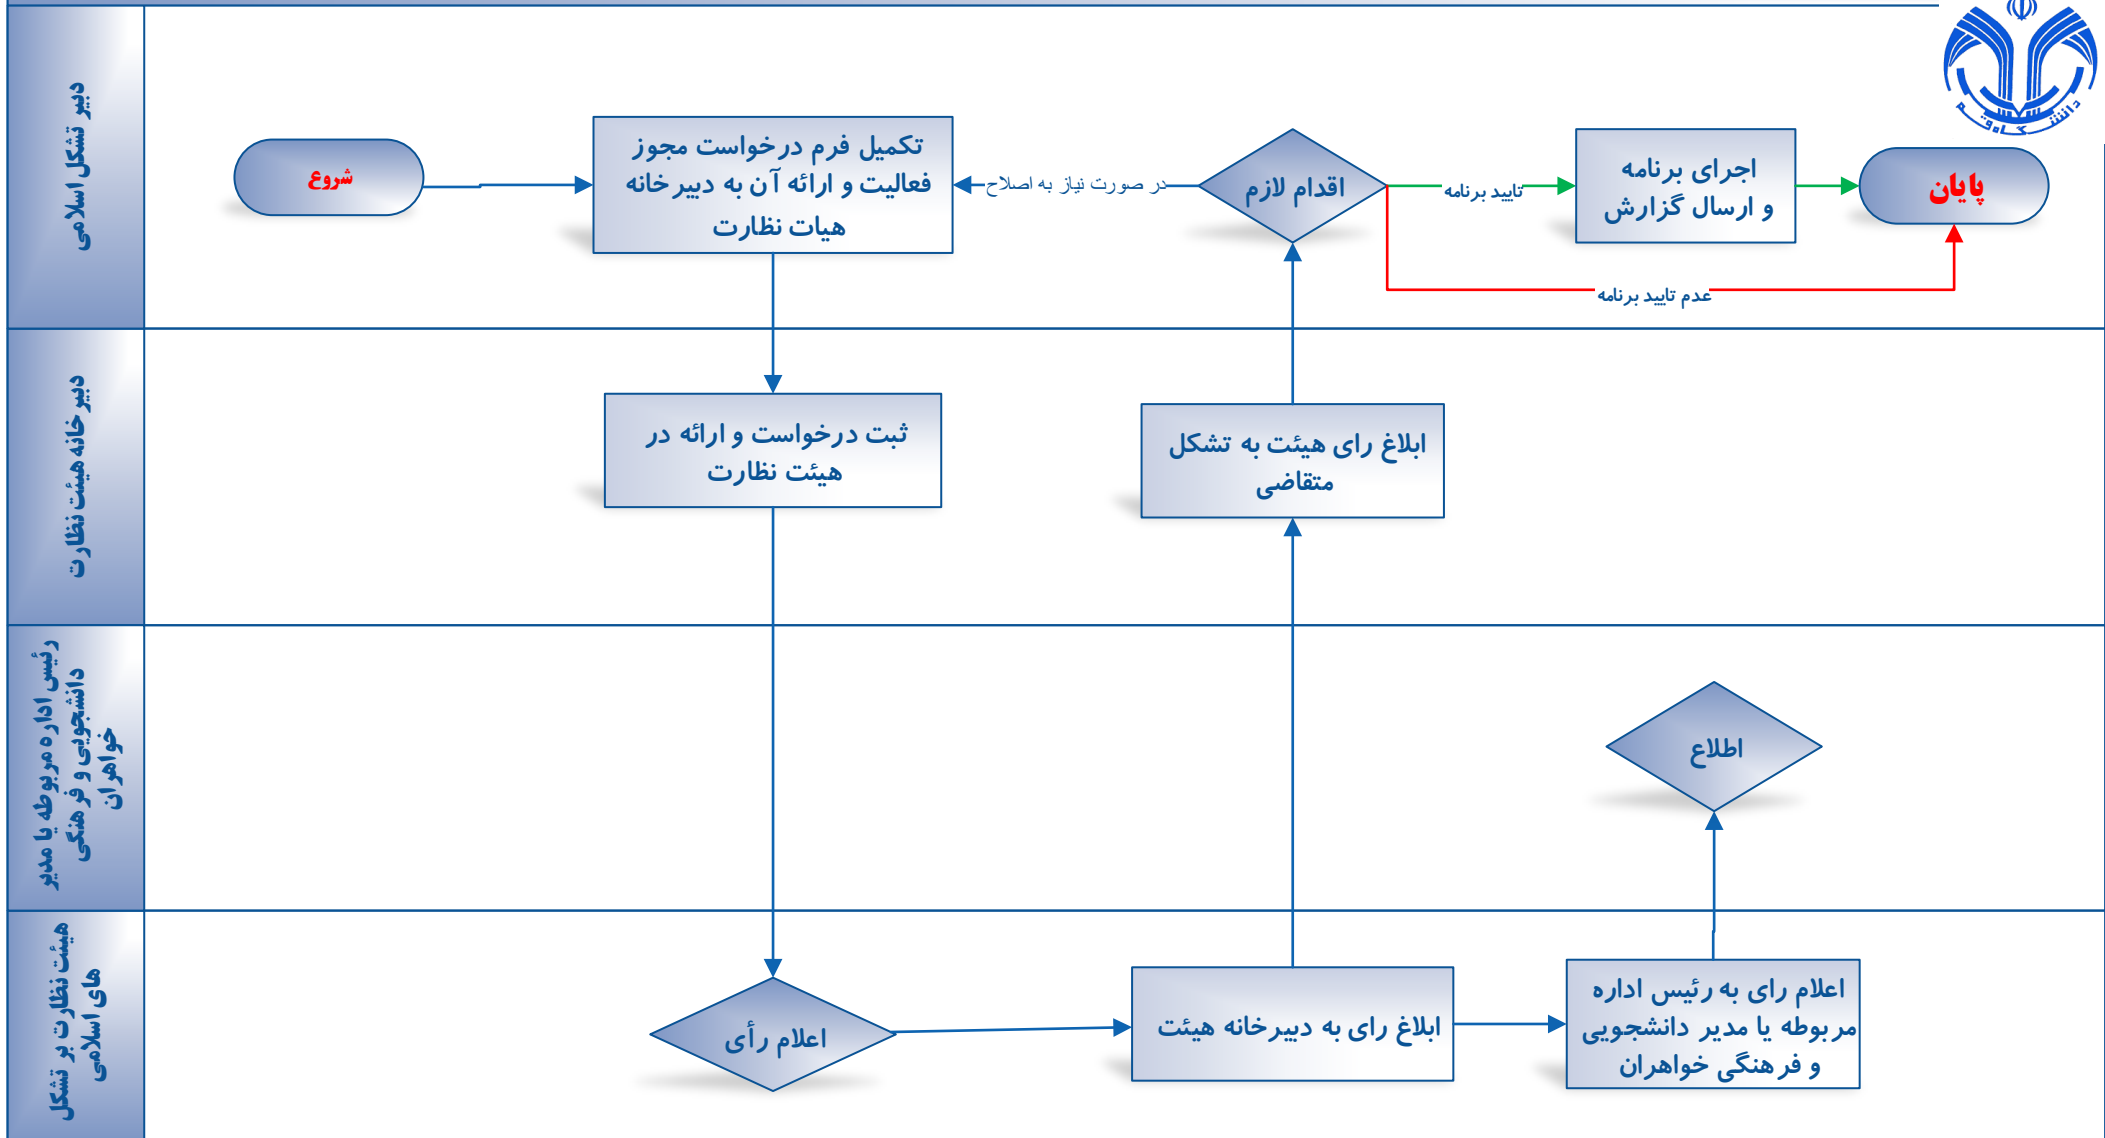 دانشگاه قم
دبیر تشکل اسلامی
شروع
تکمیل فرم درخواست مجوز
فعالیت و ارائه آن به دبیرخانه
هیات نظارت
در صورت نیاز به اصلاح
اقدام لازم
تایید برنامه
اجرای برنامه
و ارسال گزارش
پایان
عدم تایید برنامه
دبیرخانه هیئت نظارت
ثبت درخواست و ارائه در
هیئت نظارت
ابلاغ رای هیئت به تشکل
متقاضی
رئیس اداره مربوطه یا مدیر
دانشجویی و فرهنگی
خواهران
اطلاع
هیئت نظارت بر تشکل
های اسلامی
اعلام رأی
ابلاغ رای به دبیرخانه هیئت
اعلام رای به رئیس اداره
مربوطه یا مدیر دانشجویی
و فرهنگی خواهران